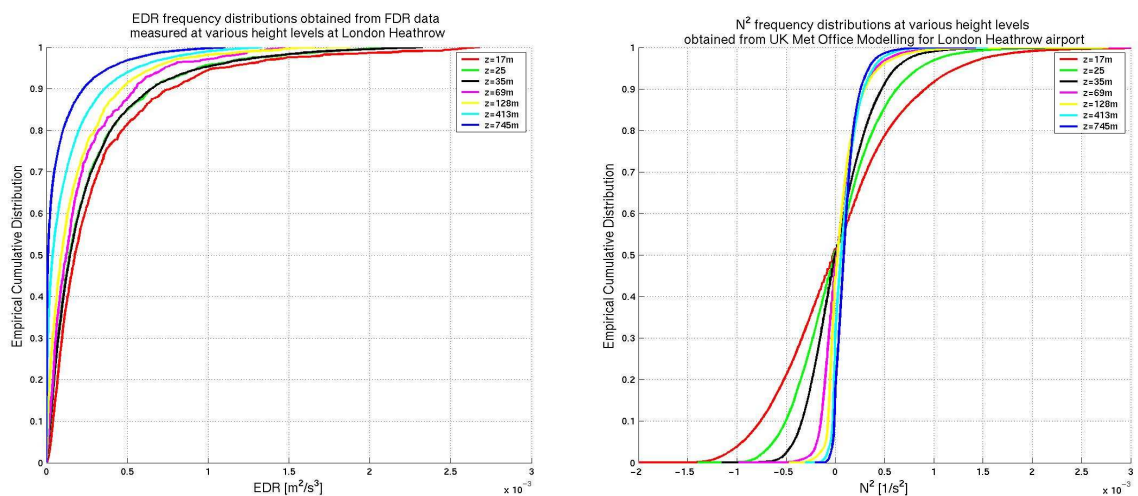 EDR frequency distributions obtained from FDR data
measured at various height levels at London Heathrow
Empirical Cumulative Distribution
1
0.9
0.8
0.7
0.6
0.5
0.4
0.3
0.2
0.1
0
z=17m
z=25
z=35m
z=69m
z=128m
z=413m
z=745m
0 0.5 1 1.5 2 2.5 3
EDR [m²/s³]
x 10⁻³
N² frequency distributions at various height levels
obtained from UK Met Office Modelling for London Heathrow airport
Empirical Cumulative Distribution
1
0.9
0.8
0.7
0.6
0.5
0.4
0.3
0.2
0.1
0
z=17m
z=25
z=35m
z=69m
z=128m
z=413m
z=745m
−2 −1.5 −1 −0.5 0 0.5 1 1.5 2 2.5 3
N² [1/s²]
x 10⁻³